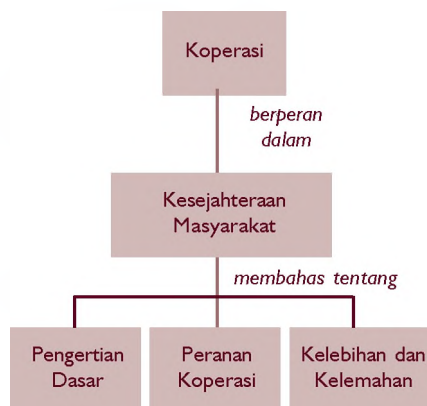 Koperasi
berperan
dalam
Kesejahteraan
Masyarakat
membahas tentang
Pengertian
Dasar
Peranan
Koperasi
Kelebihan dan
Kelemahan